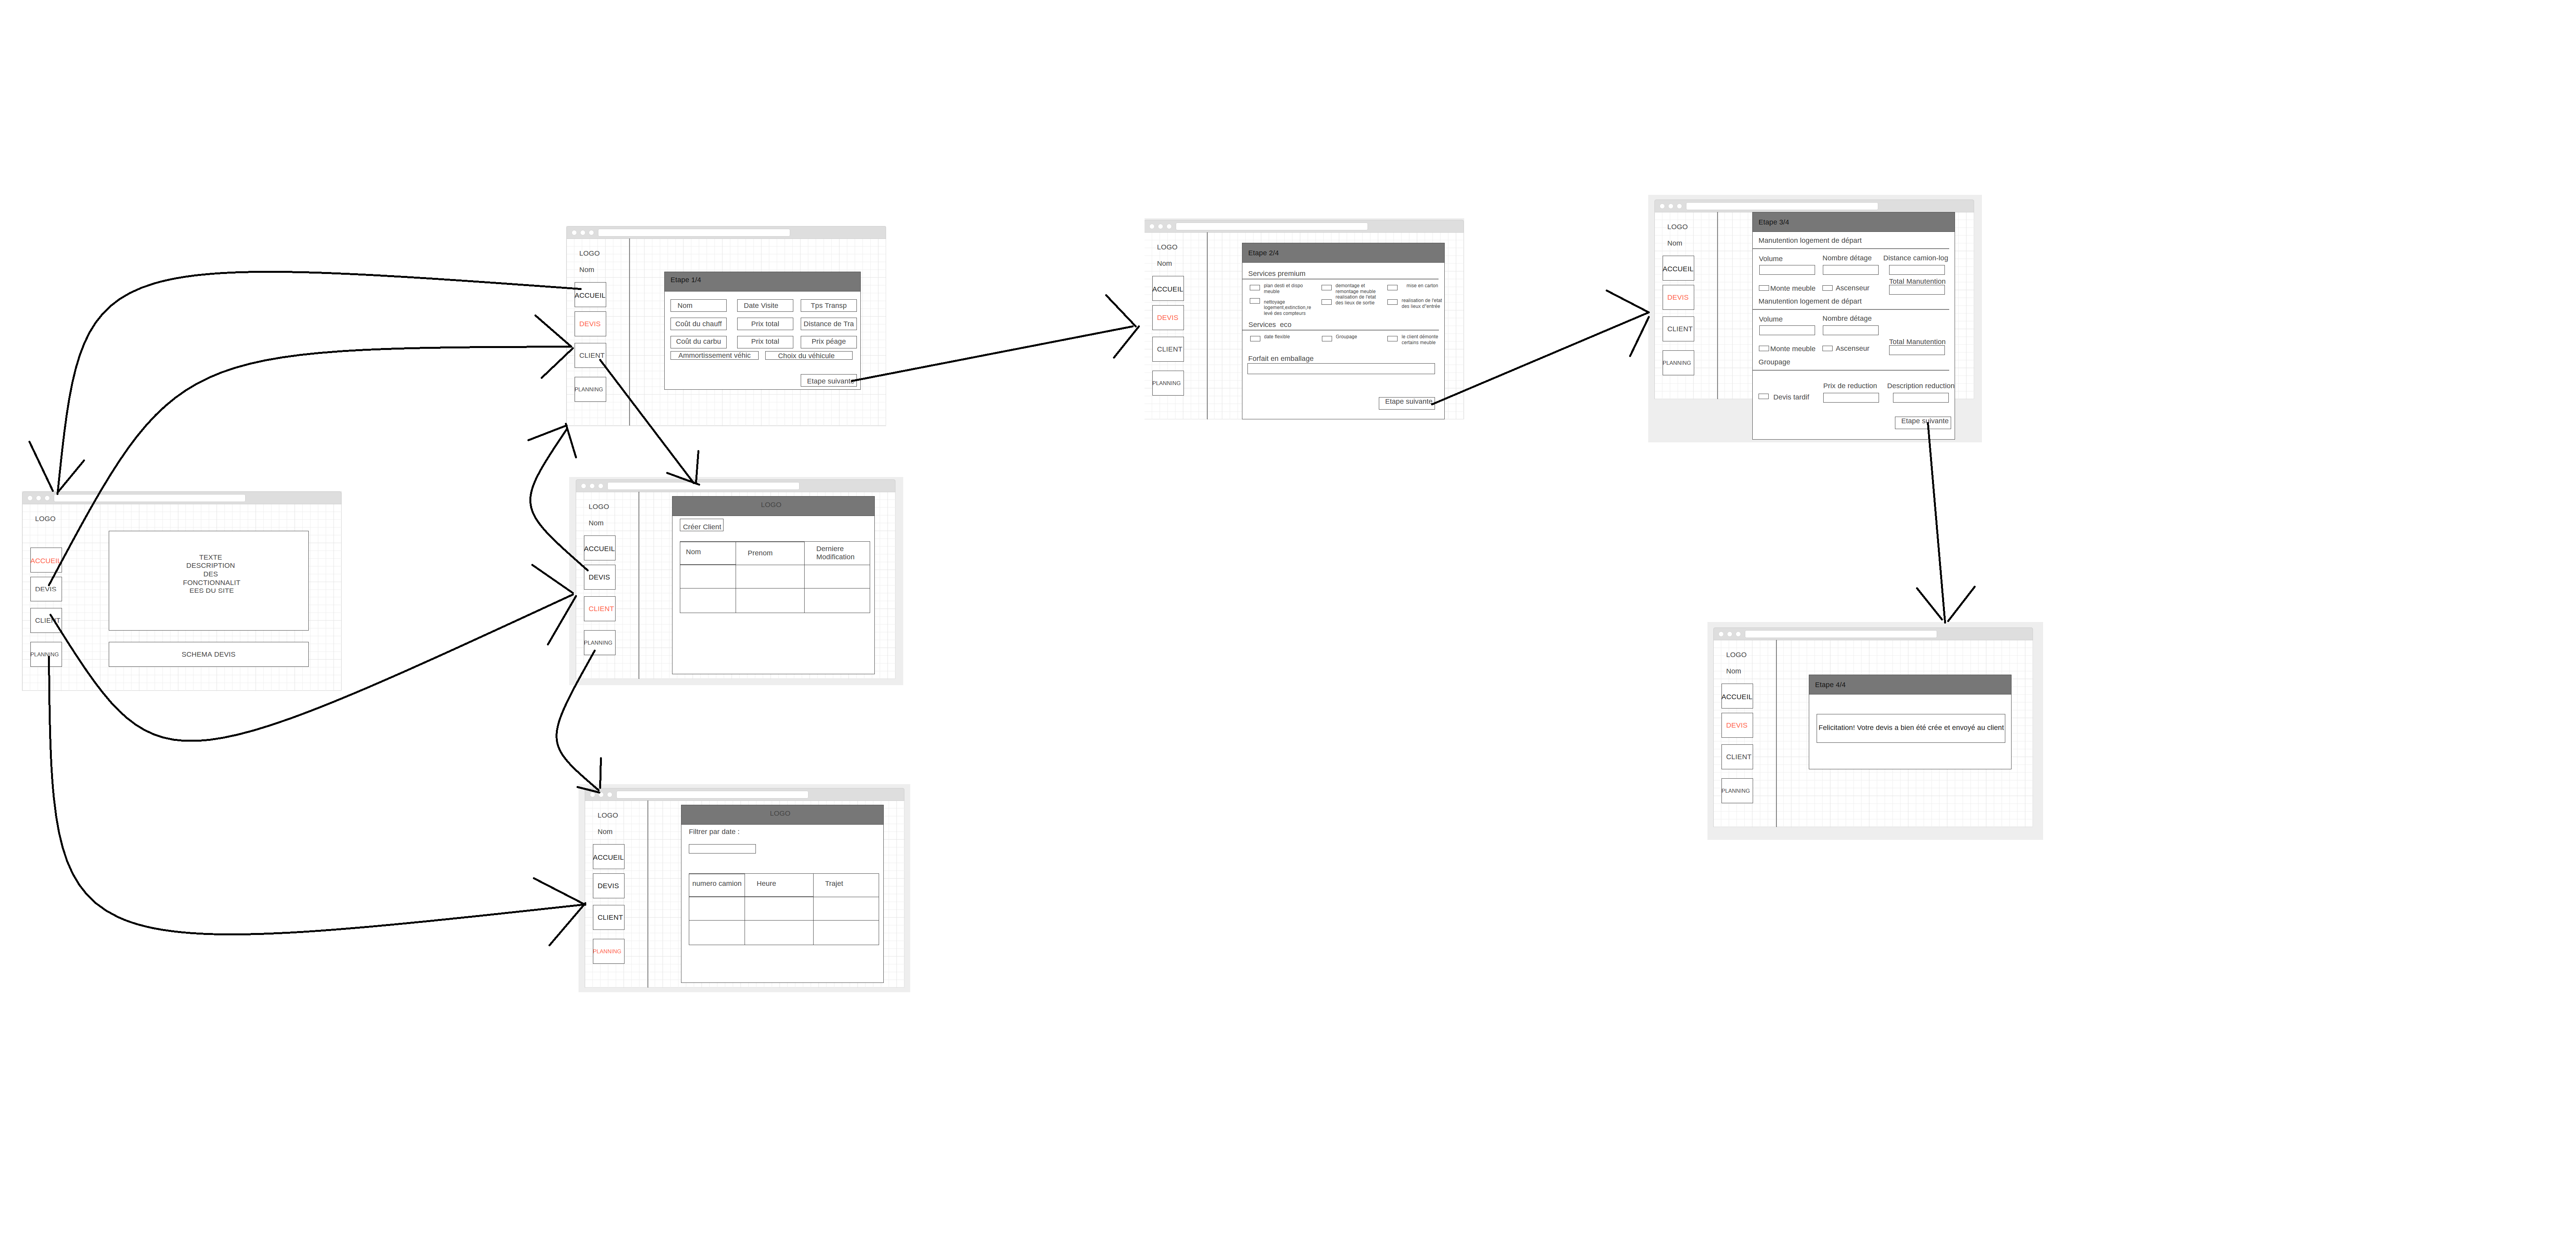 LOGO
ACCUEIL
DEVIS
CLIENT
PLANNING
TEXTE
DESCRIPTION
DES
FONCTIONNALIT
EES DU SITE
SCHEMA DEVIS
LOGO
Nom
ACCUEIL
DEVIS
CLIENT
PLANNING
Etape 1/4
Nom
Date Visite
Tps Transp
Coût du chauff
Prix total
Distance de Tra
Coût du carbu
Prix total
Prix péage
Ammortissement véhic
Choix du véhicule
Etape suivante
LOGO
Nom
ACCUEIL
DEVIS
CLIENT
PLANNING
LOGO
Créer Client
Nom
Prenom
Derniere
Modification
LOGO
Nom
ACCUEIL
DEVIS
CLIENT
PLANNING
LOGO
Filtrer par date :
numero camion
Heure
Trajet
LOGO
Nom
ACCUEIL
DEVIS
CLIENT
PLANNING
Etape 2/4
Services premium
plan desti et dispo
meuble
demontage et
remontage meuble
mise en carton
nettoyage
logement,extinction,re
levé des compteurs
realisation de l'état
des lieux de sortie
realisation de l'état
des lieux d'entrée
Services eco
date flexible
Groupage
le client démonte
certains meuble
Forfait en emballage
Etape suivante
LOGO
Nom
ACCUEIL
DEVIS
CLIENT
PLANNING
Etape 3/4
Manutention logement de départ
Volume
Nombre détage
Distance camion-log
Monte meuble
Ascenseur
Total Manutention
Manutention logement de départ
Volume
Nombre détage
Monte meuble
Ascenseur
Total Manutention
Groupage
Prix de reduction
Description reduction
Devis tardif
Etape suivante
LOGO
Nom
ACCUEIL
DEVIS
CLIENT
PLANNING
Etape 4/4
Felicitation! Votre devis a bien été crée et envoyé au client